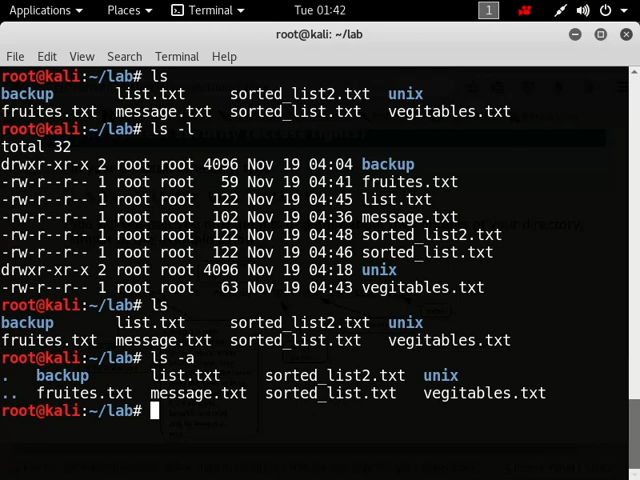 Applications Places Terminal Tue 01:42 1
root@kali: ~/lab
File Edit View Search Terminal Help
root@kali:~/lab# ls
backup list.txt sorted_list2.txt unix
fruites.txt message.txt sorted_list.txt vegitables.txt
root@kali:~/lab# ls -l
total 32
drwxr-xr-x 2 root root 4096 Nov 19 04:04 backup
-rw-r--r-- 1 root root 59 Nov 19 04:41 fruites.txt
-rw-r--r-- 1 root root 122 Nov 19 04:45 list.txt
-rw-r--r-- 1 root root 102 Nov 19 04:36 message.txt
-rw-r--r-- 1 root root 122 Nov 19 04:48 sorted_list2.txt
-rw-r--r-- 1 root root 122 Nov 19 04:46 sorted_list.txt
drwxr-xr-x 2 root root 4096 Nov 19 04:18 unix
-rw-r--r-- 1 root root 63 Nov 19 04:43 vegitables.txt
root@kali:~/lab# ls
backup list.txt sorted_list2.txt unix
fruites.txt message.txt sorted_list.txt vegitables.txt
root@kali:~/lab# ls -a
. backup list.txt sorted_list2.txt unix
.. fruites.txt message.txt sorted_list.txt vegitables.txt
root@kali:~/lab#